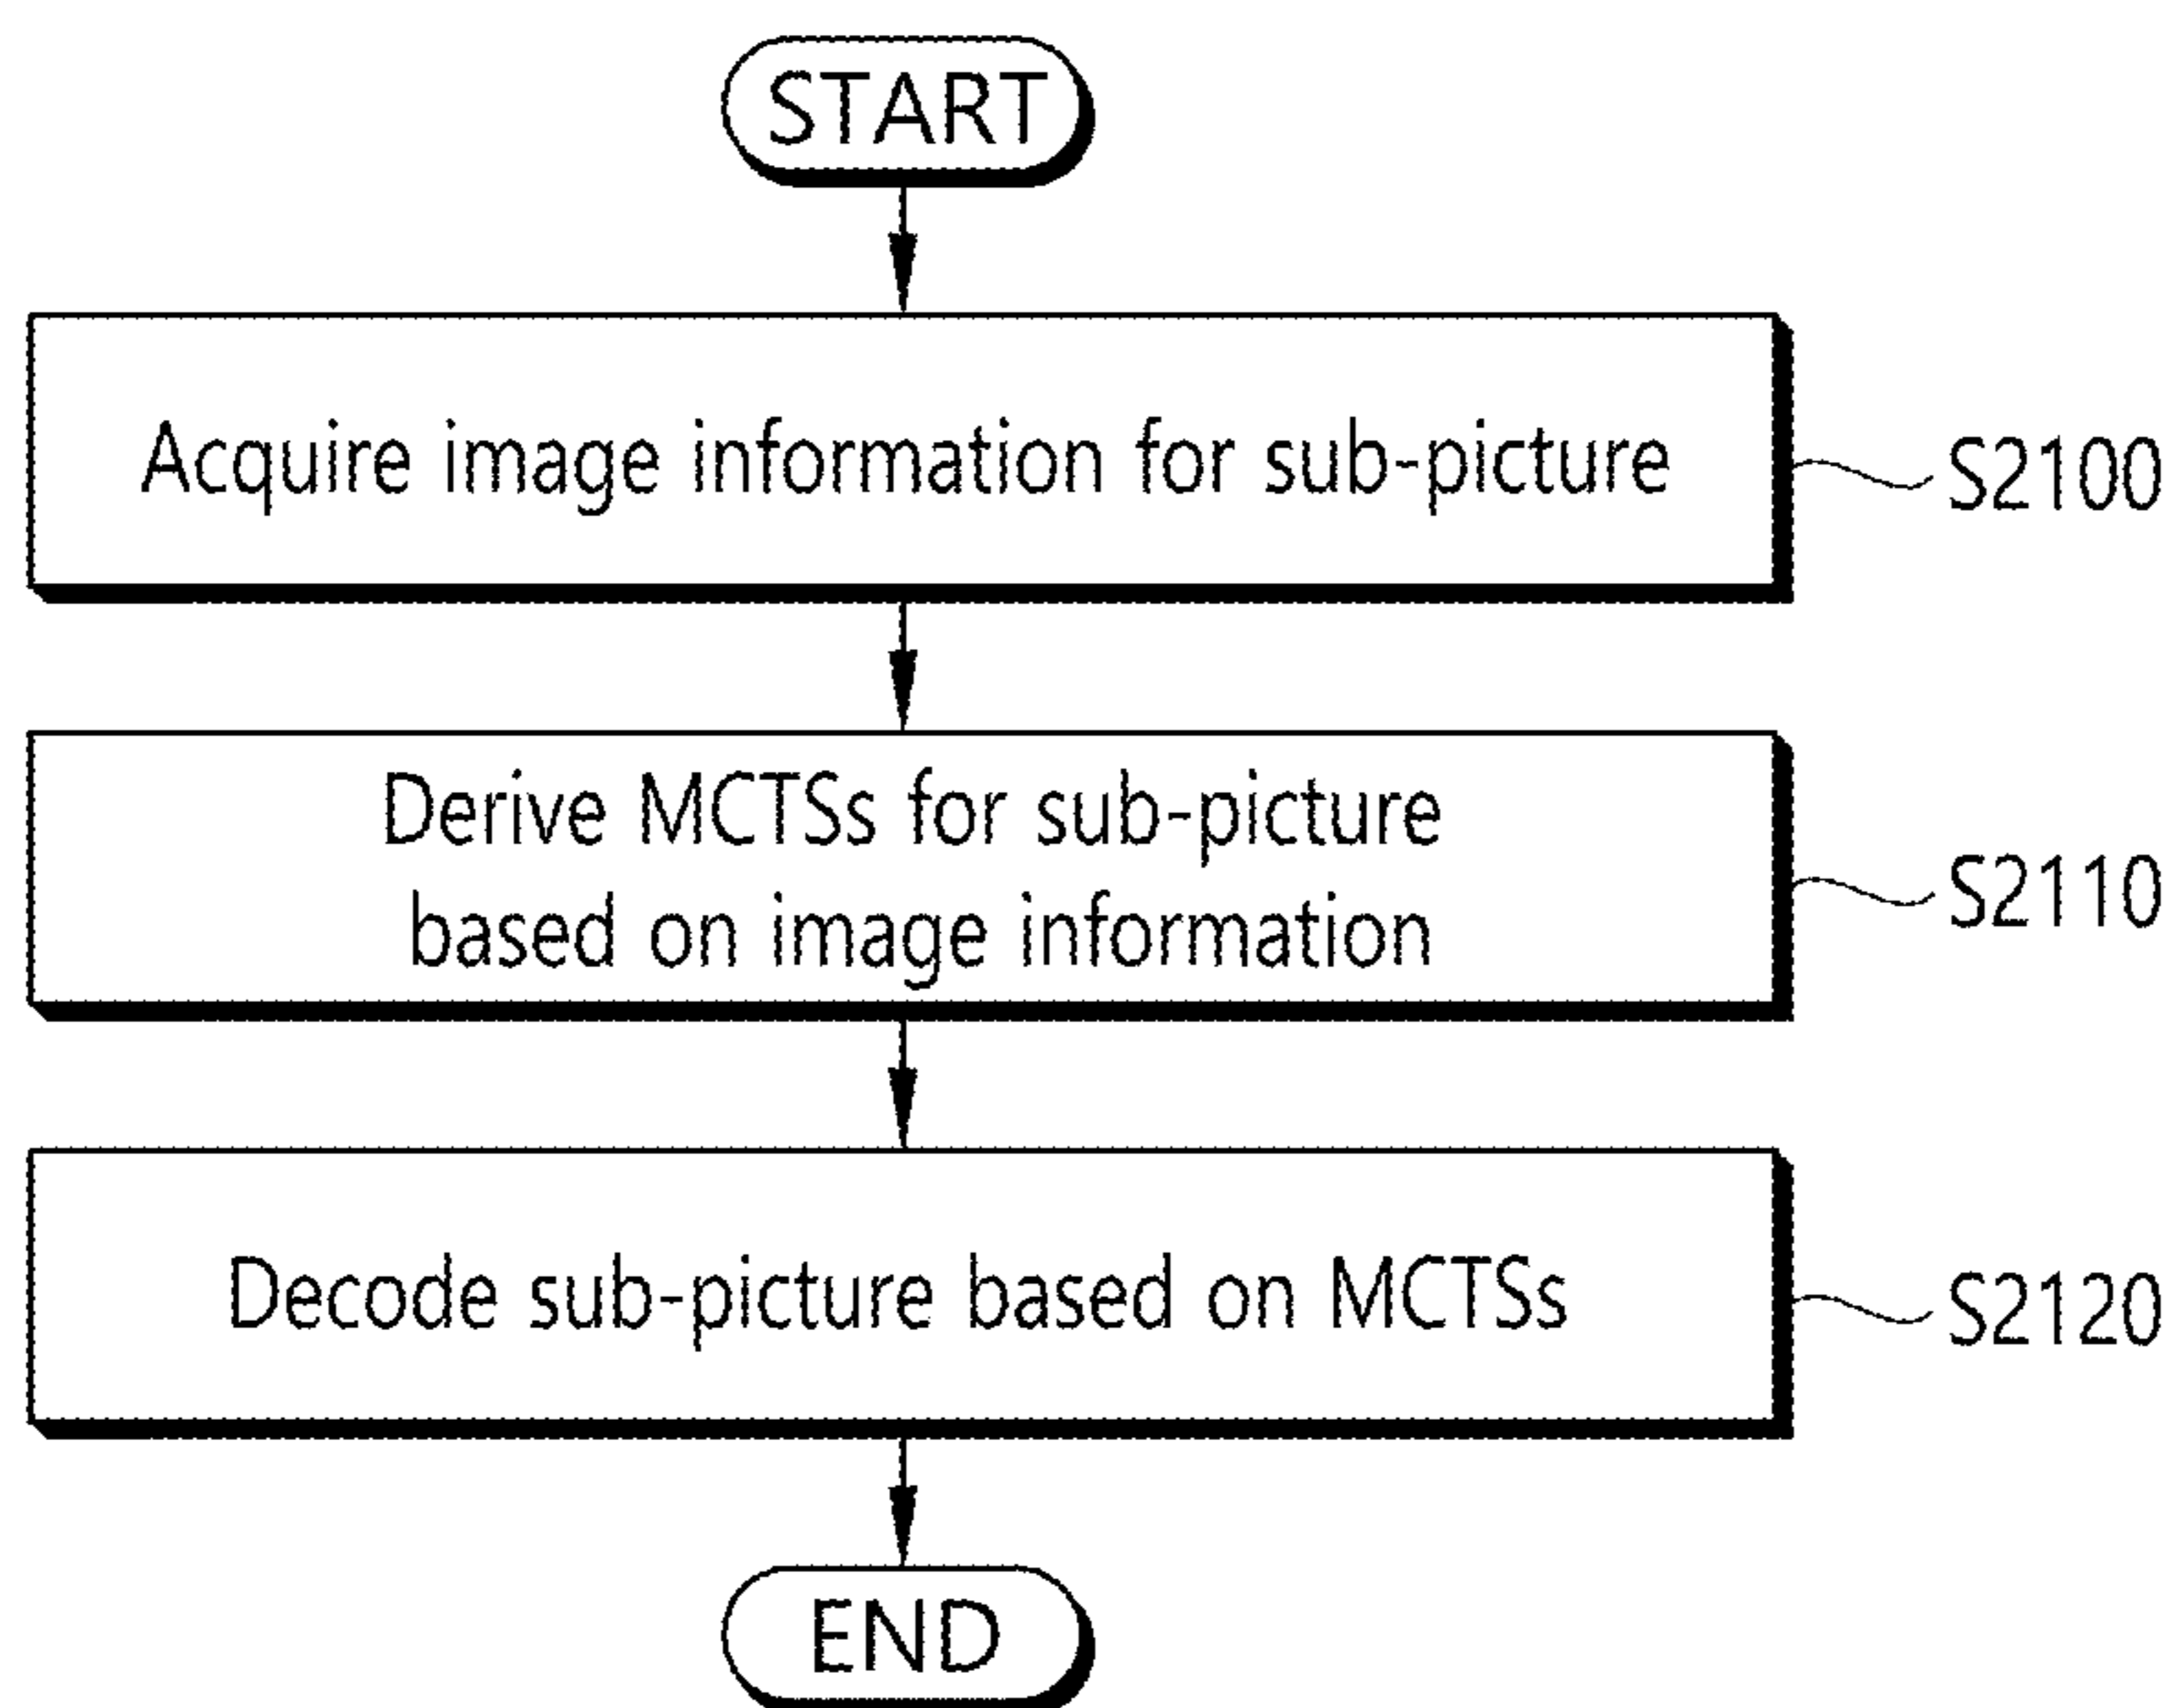 START
Acquire image information for sub-picture
S2100
Derive MCTSs for sub-picture
based on image information
S2110
Decode sub-picture based on MCTSs
S2120
END